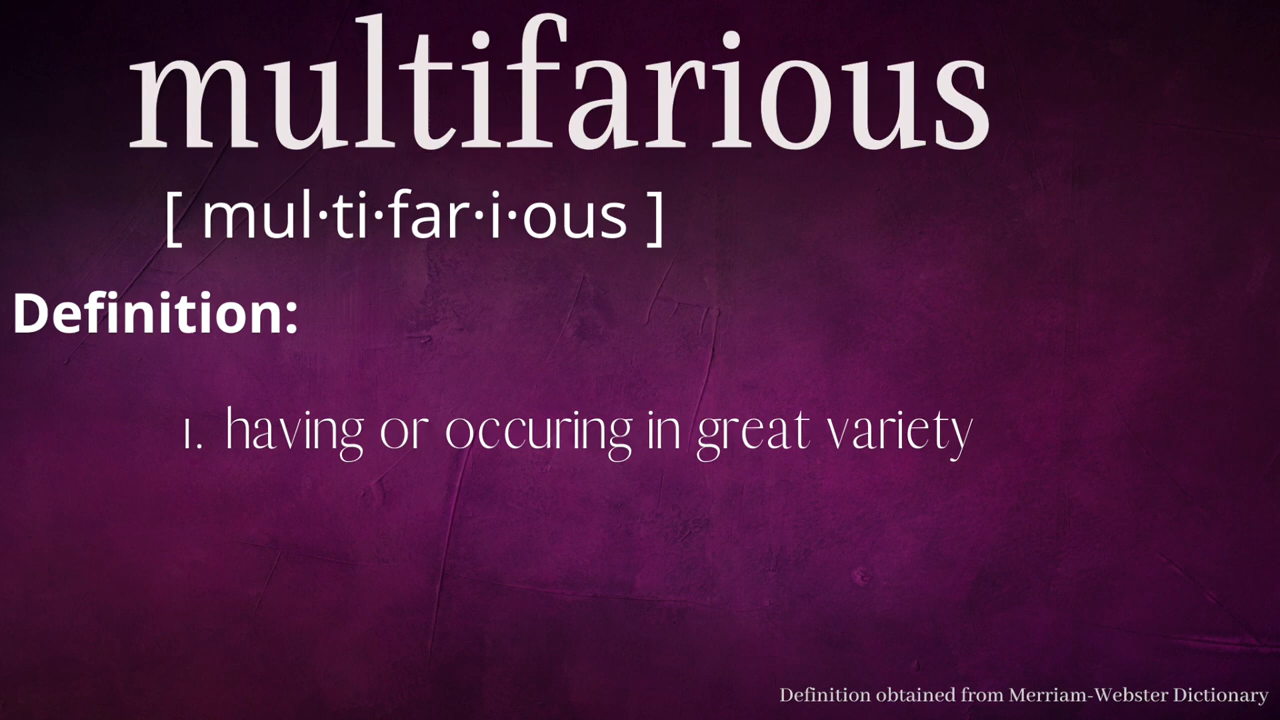 multifarious
[ mul·ti·far·i·ous ]
Definition:
1. having or occuring in great variety
Definition obtained from Merriam-Webster Dictionary